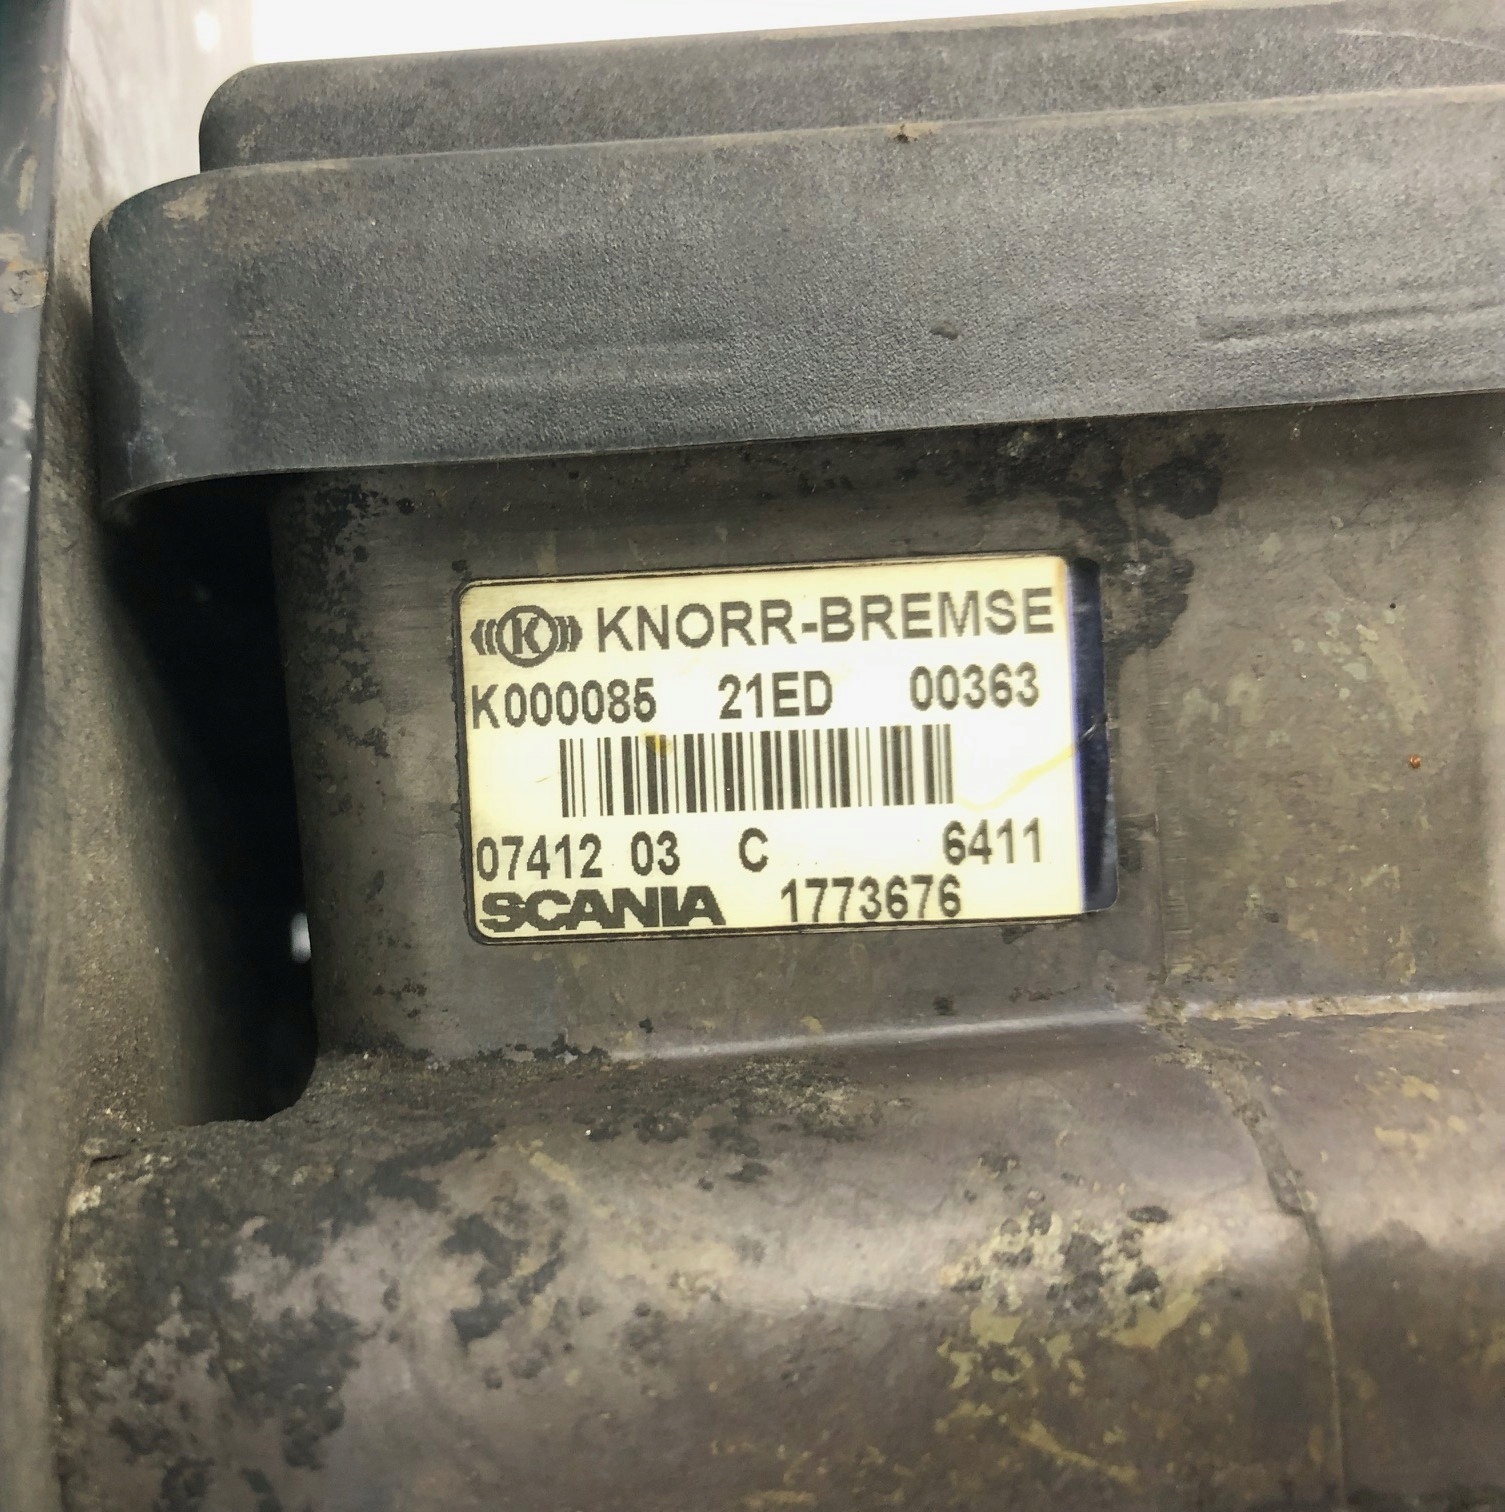 K KNORR-BREMSE
K000085 21ED 00363
07412 03 C 6411
SCANIA 1773676